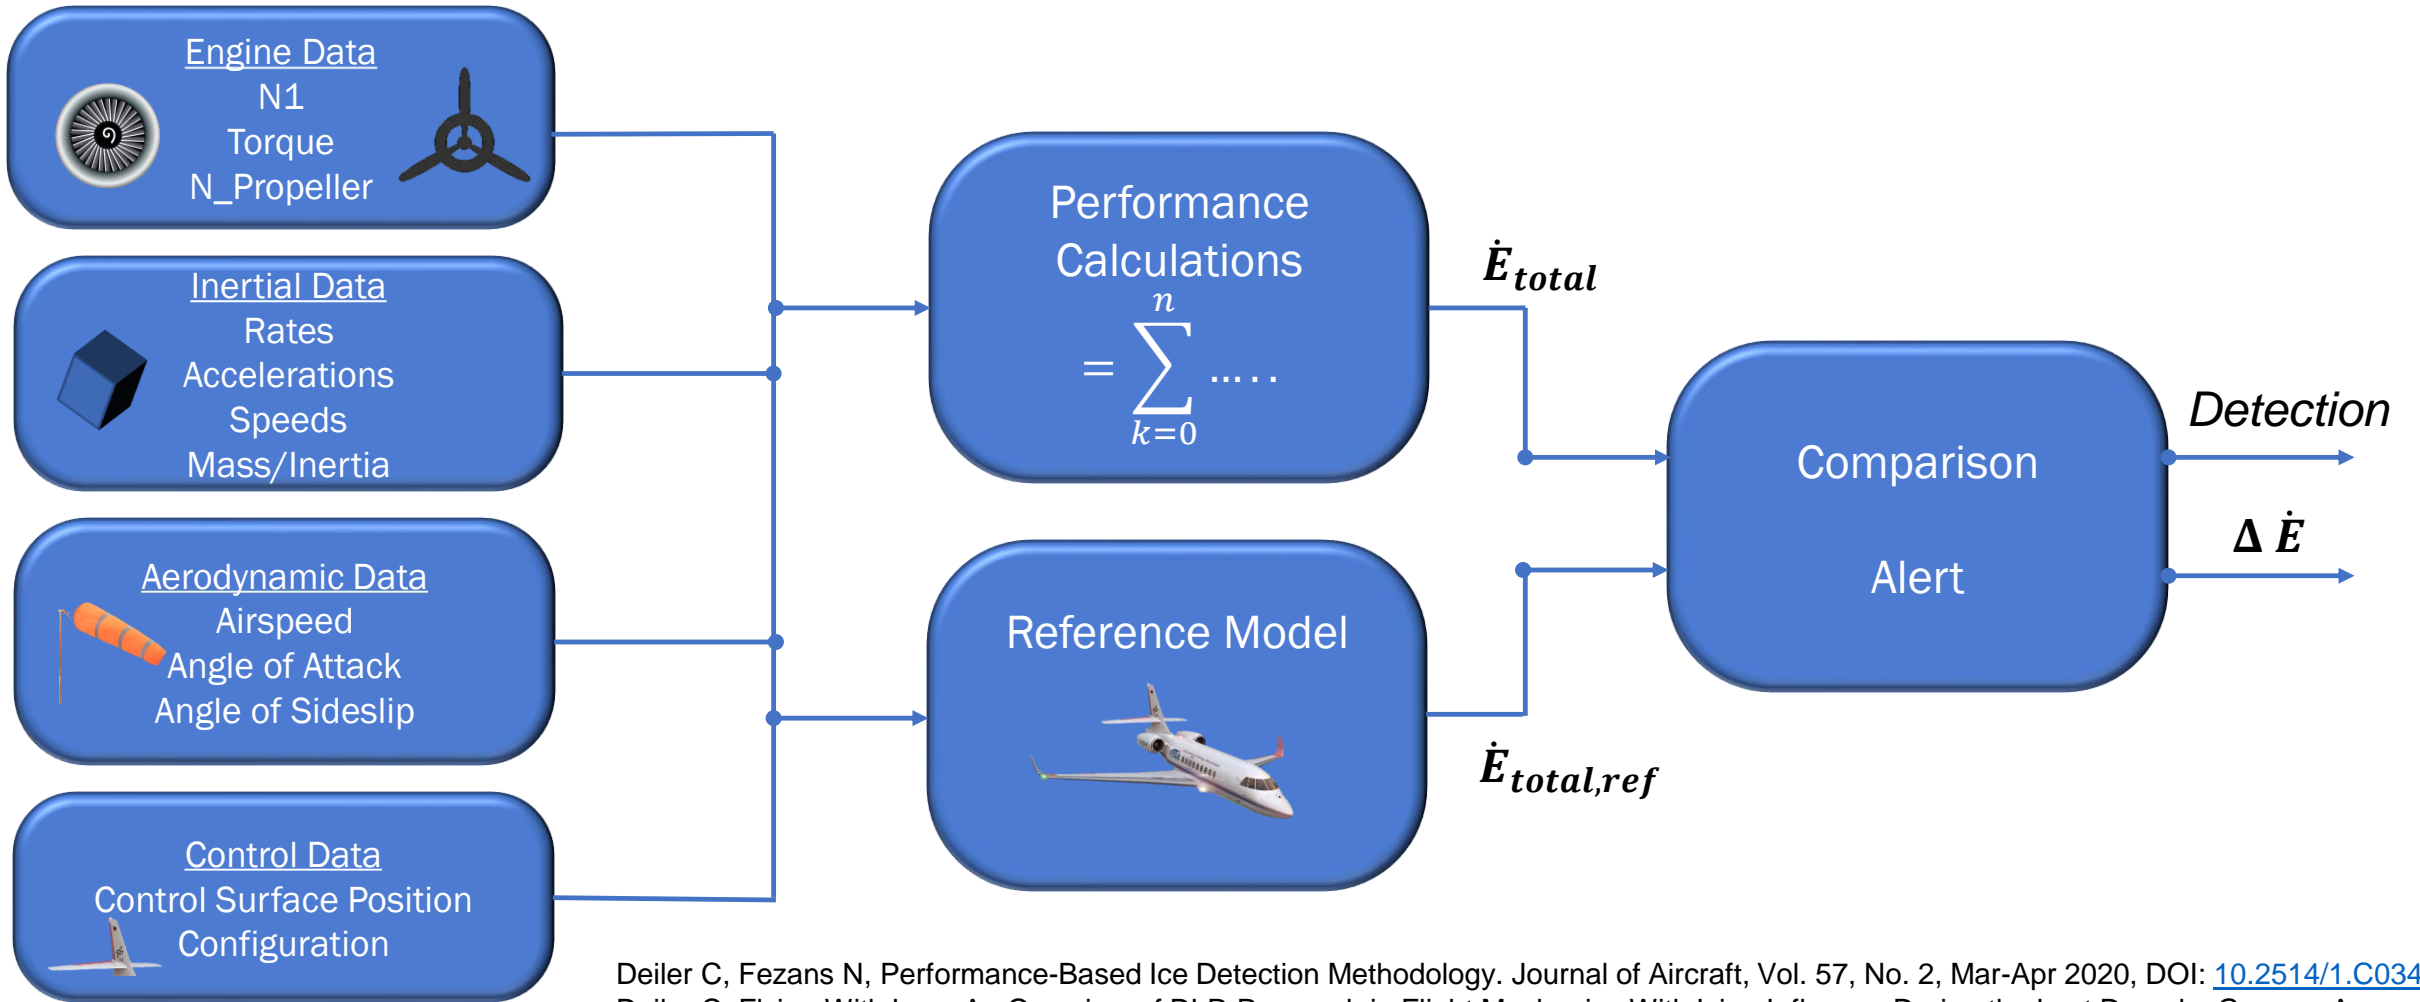 Engine Data
N1
Torque
N_Propeller
Inertial Data
Rates
Accelerations
Speeds
Mass/Inertia
Aerodynamic Data
Airspeed
Angle of Attack
Angle of Sideslip
Control Data
Control Surface Position
Configuration
Performance
Calculations
n
= ∑ ... . .
k=0
Reference Model
Ė_total
Ė_total,ref
Comparison
Alert
Detection
Δ Ė
Deiler C, Fezans N, Performance-Based Ice Detection Methodology. Journal of Aircraft, Vol. 57, No. 2, Mar-Apr 2020, DOI: 10.2514/1.C034